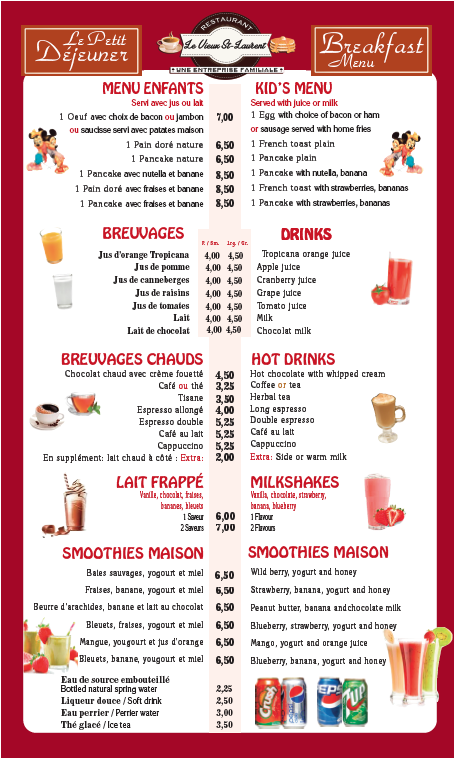 Le Petit
Déjeuner
RESTAURANT
Le Vieux St-Laurent
• UNE ENTREPRISE FAMILIALE •
Breakfast
Menu
MENU ENFANTS
Servi avec jus ou lait
1 Oeuf avec choix de bacon ou jambon 7,00
ou saucisse servi avec patates maison
1 Pain doré nature 6,50
1 Pancake nature 6,50
1 Pancake avec nutella et banane 8,50
1 Pain doré avec fraises et banane 8,50
1 Pancake avec fraises et banane 8,50
KID'S MENU
Served with juice or milk
1 Egg with choice of bacon or ham
or sausage served with home fries
1 French toast plain
1 Pancake plain
1 Pancake with nutella, banana
1 French toast with strawberries, bananas
1 Pancake with strawberries, bananas
BREUVAGES
R / Sm. Lrg. / Gr.
Jus d'orange Tropicana 4,00 4,50
Jus de pomme 4,00 4,50
Jus de canneberges 4,00 4,50
Jus de raisins 4,00 4,50
Jus de tomates 4,00 4,50
Lait 4,00 4,50
Lait de chocolat 4,00 4,50
DRINKS
Tropicana orange juice
Apple juice
Cranberry juice
Grape juice
Tomato juice
Milk
Chocolat milk
BREUVAGES CHAUDS
Chocolat chaud avec crème fouetté 4,50
Café ou thé 3,25
Tisane 3,50
Espresso allongé 4,00
Espresso double 5,25
Café au lait 5,25
Cappuccino 5,25
En supplément: lait chaud à côté : Extra: 2,00
HOT DRINKS
Hot chocolate with whipped cream
Coffee or tea
Herbal tea
Long espresso
Double espresso
Café au lait
Cappuccino
Extra: Side or warm milk
LAIT FRAPPÉ
Vanille, chocolat, fraises,
bananes, bleuets
1 Saveur 6,00
2 Saveurs 7,00
MILKSHAKES
Vanilla, chocolate, strawberry,
banana, blueberry
1 Flavour
2 Flavours
SMOOTHIES MAISON
Baies sauvages, yogourt et miel 6,50
Fraises, banane, yogourt et miel 6,50
Beurre d'arachides, banane et lait au chocolat 6,50
Bleuets, fraises, yogourt et miel 6,50
Mangue, yougourt et jus d'orange 6,50
Bleuets, banane, yougourt et miel 6,50
SMOOTHIES MAISON
Wild berry, yogurt and honey
Strawberry, banana, yogurt and honey
Peanut butter, banana andchocolate milk
Blueberry, strawberry, yogurt and honey
Mango, yogurt and orange juice
Blueberry, banana, yogurt and honey
Eau de source embouteillé
Bottled natural spring water 2,25
Liqueur douce / Soft drink 2,50
Eau perrier / Perrier water 3,00
Thé glacé / Ice tea 3,50
Crush
pepsi
PEPSI
7UP